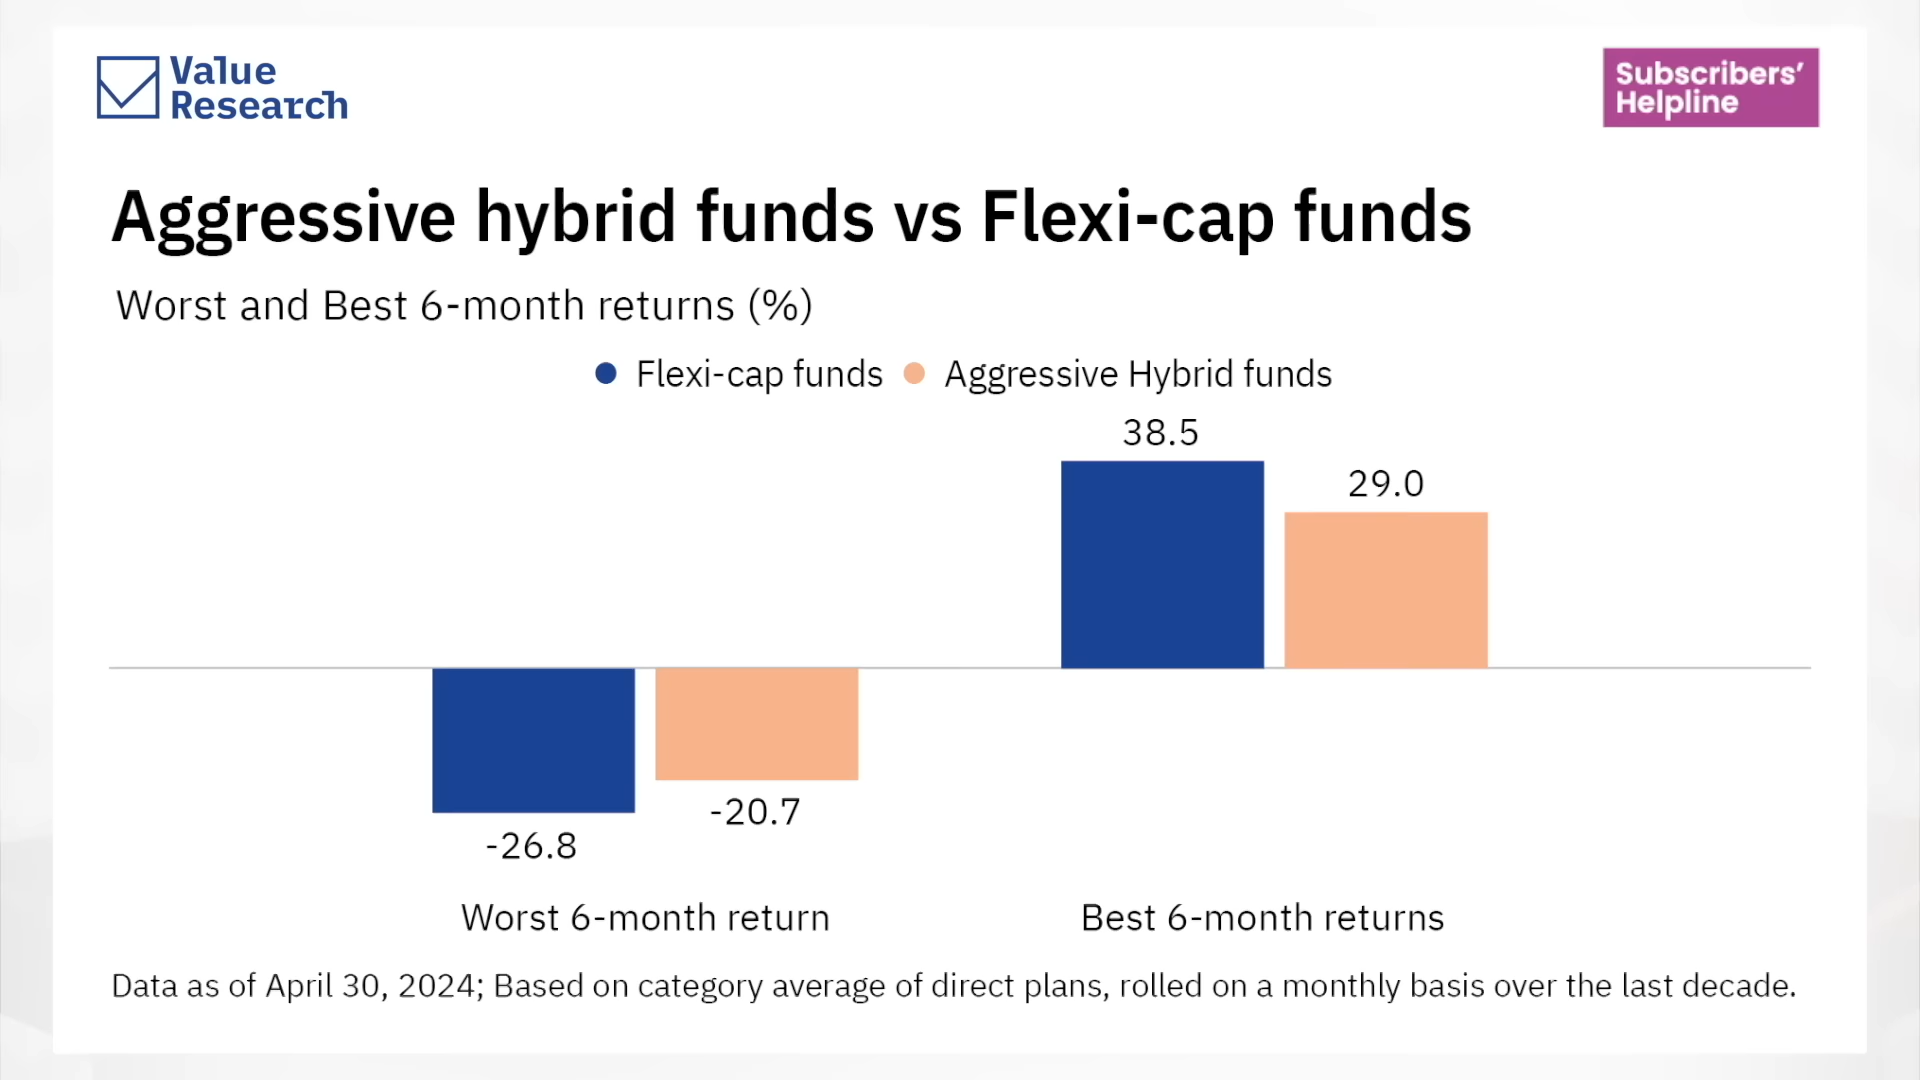 Value
Research
Subscribers’
Helpline
Aggressive hybrid funds vs Flexi-cap funds
Worst and Best 6-month returns (%)
Flexi-cap funds Aggressive Hybrid funds
38.5
29.0
-20.7
-26.8
Worst 6-month return Best 6-month returns
Data as of April 30, 2024; Based on category average of direct plans, rolled on a monthly basis over the last decade.